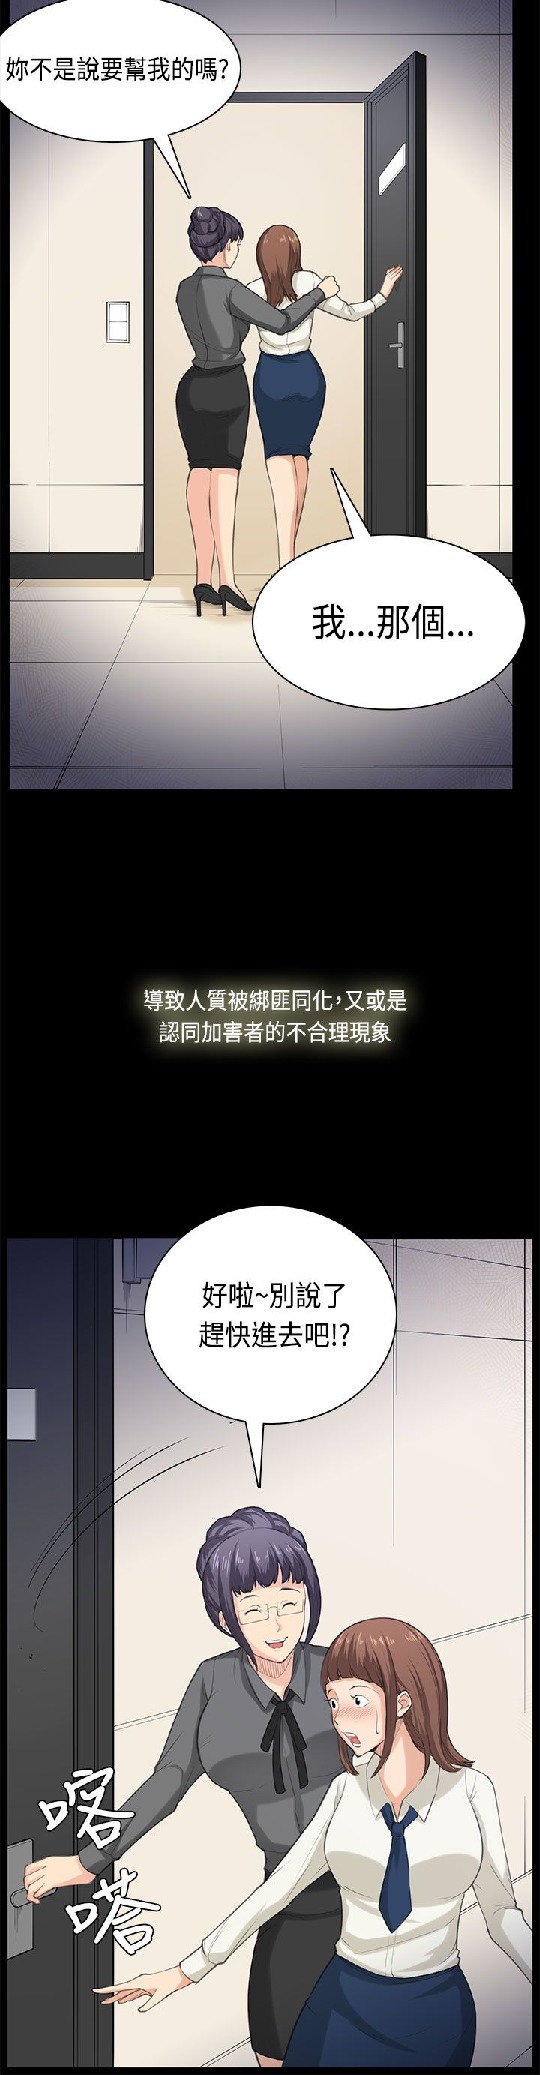 妳不是說要幫我的嗎?
我...那個...
導致人質被綁匪同化,又或是
認同加害者的不合理現象
好啦~別說了
趕快進去吧!?
喀
嗒